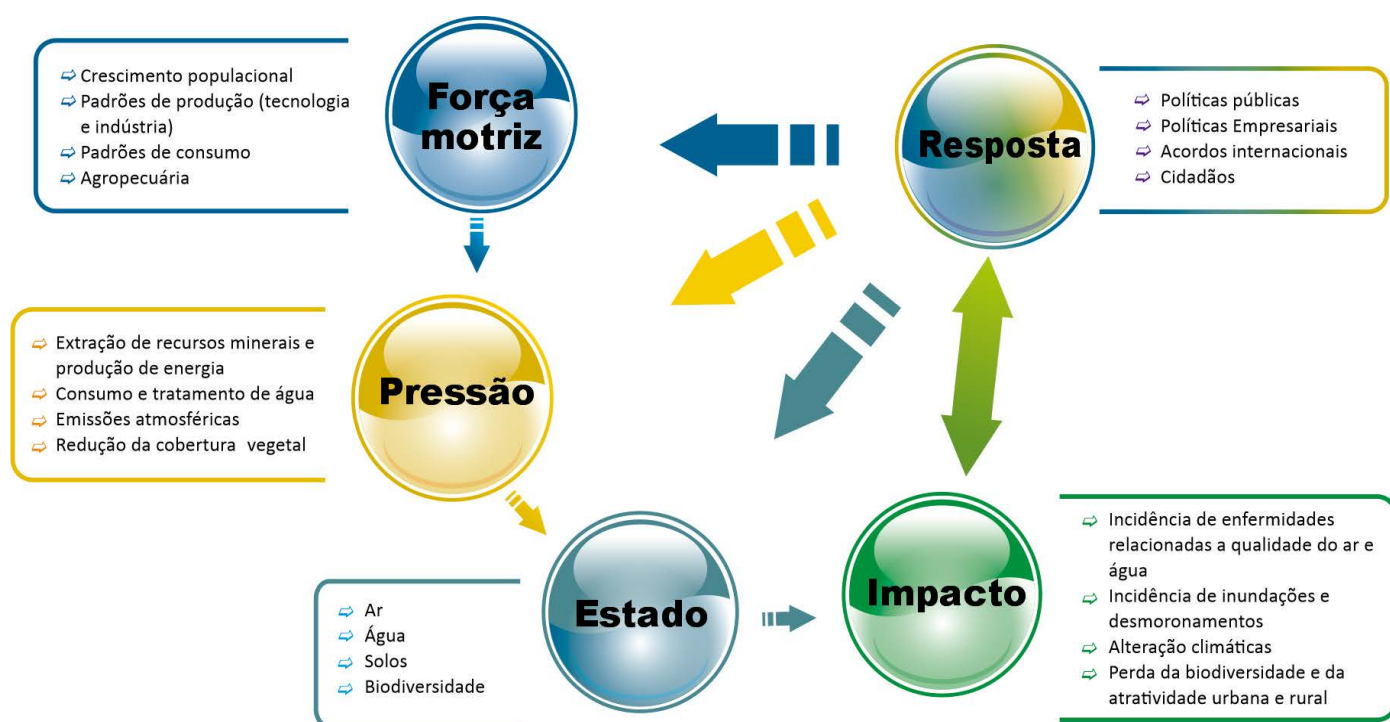 Força
motriz
Crescimento populacional
Padrões de produção (tecnologia
e indústria)
Padrões de consumo
Agropecuária
Resposta
Políticas públicas
Políticas Empresariais
Acordos internacionais
Cidadãos
Pressão
Extração de recursos minerais e
produção de energia
Consumo e tratamento de água
Emissões atmosféricas
Redução da cobertura vegetal
Estado
Ar
Água
Solos
Biodiversidade
Impacto
Incidência de enfermidades
relacionadas a qualidade do ar e
água
Incidência de inundações e
desmoronamentos
Alteração climáticas
Perda da biodiversidade e da
atratividade urbana e rural